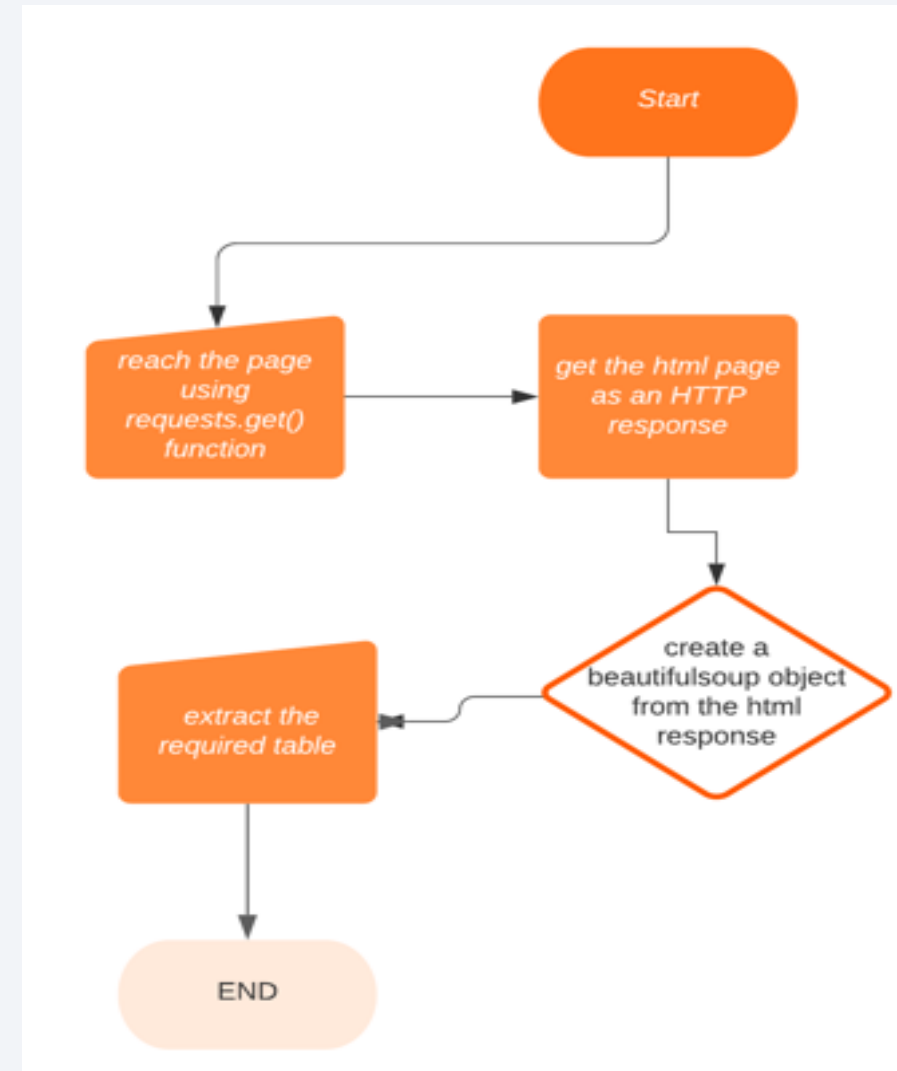 Start
reach the page
using
requests.get()
function
get the html page
as an HTTP
response
create a
beautifulsoup object
from the html
response
extract the
required table
END